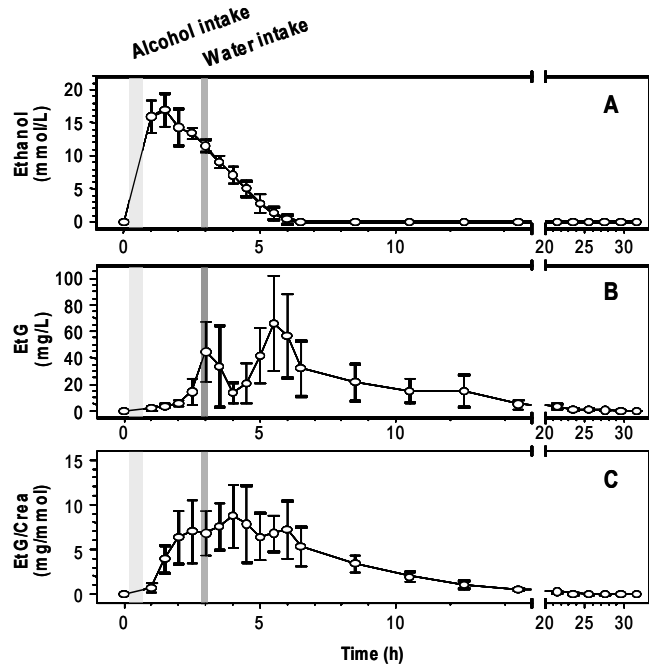 Alcohol intake
Water intake
A
Ethanol
(mmol/L)
20
15
10
5
0
0 5 10 20 25 30
B
EtG
(mg/L)
100
80
60
40
20
0
0 5 10 20 25 30
C
EtG/Crea
(mg/mmol)
15
10
5
0
0 5 10 20 25 30
Time (h)